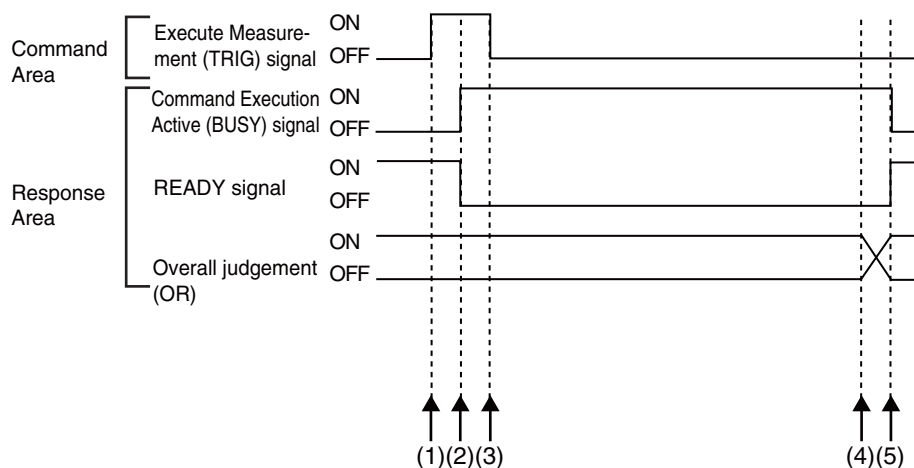 Command
Area
Execute Measure-
ment (TRIG) signal
ON
OFF
Response
Area
Command Execution
Active (BUSY) signal
ON
OFF
READY signal
ON
OFF
Overall judgement
(OR)
ON
OFF
(1)(2)(3) (4)(5)